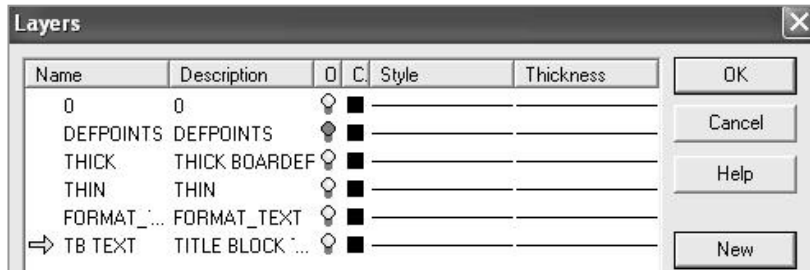 Layers
Name Description O C. Style Thickness OK
0 0
DEFPOINTS DEFPOINTS Cancel
THICK THICK BOARDEF
THIN THIN Help
FORMAT_... FORMAT_TEXT
TB TEXT TITLE BLOCK ... New